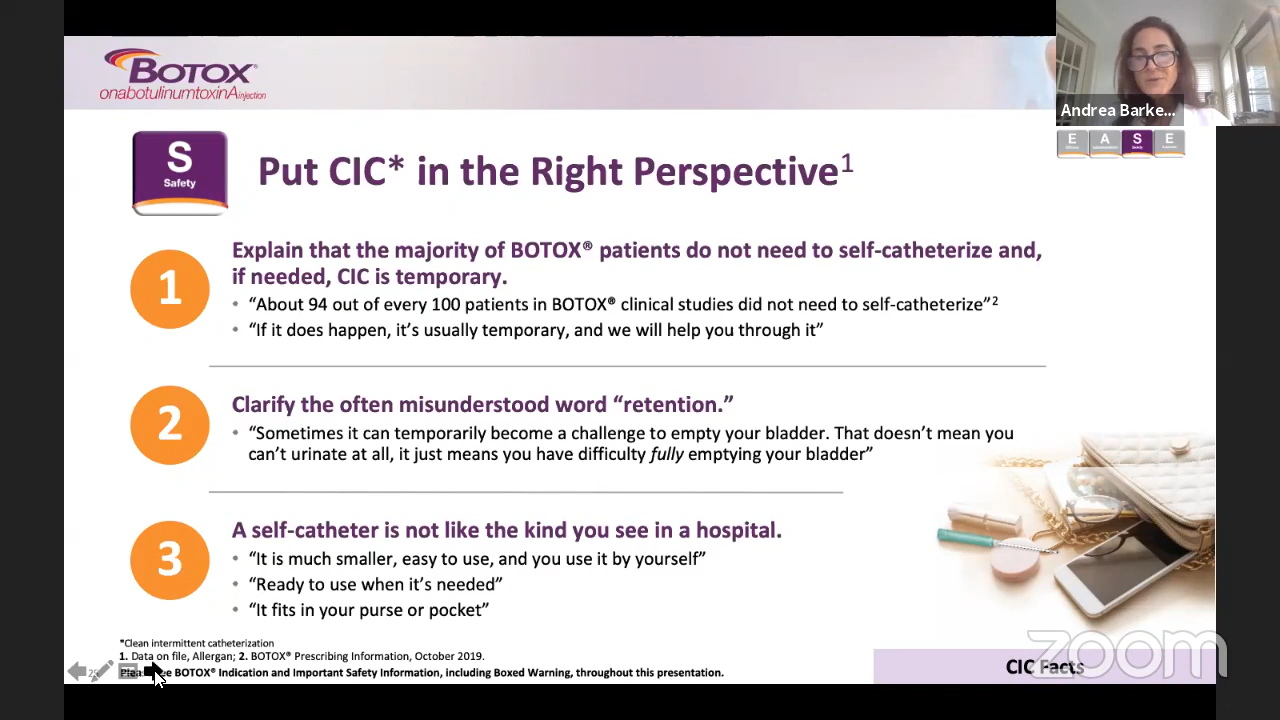 BOTOX®
onabotulinumtoxinA injection
Andrea Barke...
E A S E
Safety
S
Safety
Put CIC* in the Right Perspective1
1
Explain that the majority of BOTOX® patients do not need to self-catheterize and,
if needed, CIC is temporary.
• “About 94 out of every 100 patients in BOTOX® clinical studies did not need to self-catheterize”2
• “If it does happen, it’s usually temporary, and we will help you through it”
2
Clarify the often misunderstood word “retention.”
• “Sometimes it can temporarily become a challenge to empty your bladder. That doesn’t mean you
can’t urinate at all, it just means you have difficulty fully emptying your bladder”
3
A self-catheter is not like the kind you see in a hospital.
• “It is much smaller, easy to use, and you use it by yourself”
• “Ready to use when it’s needed”
• “It fits in your purse or pocket”
*Clean intermittent catheterization
1. Data on file, Allergan; 2. BOTOX® Prescribing Information, October 2019.
BOTOX® Indication and Important Safety Information, including Boxed Warning, throughout this presentation.
CIC Facts
zoom